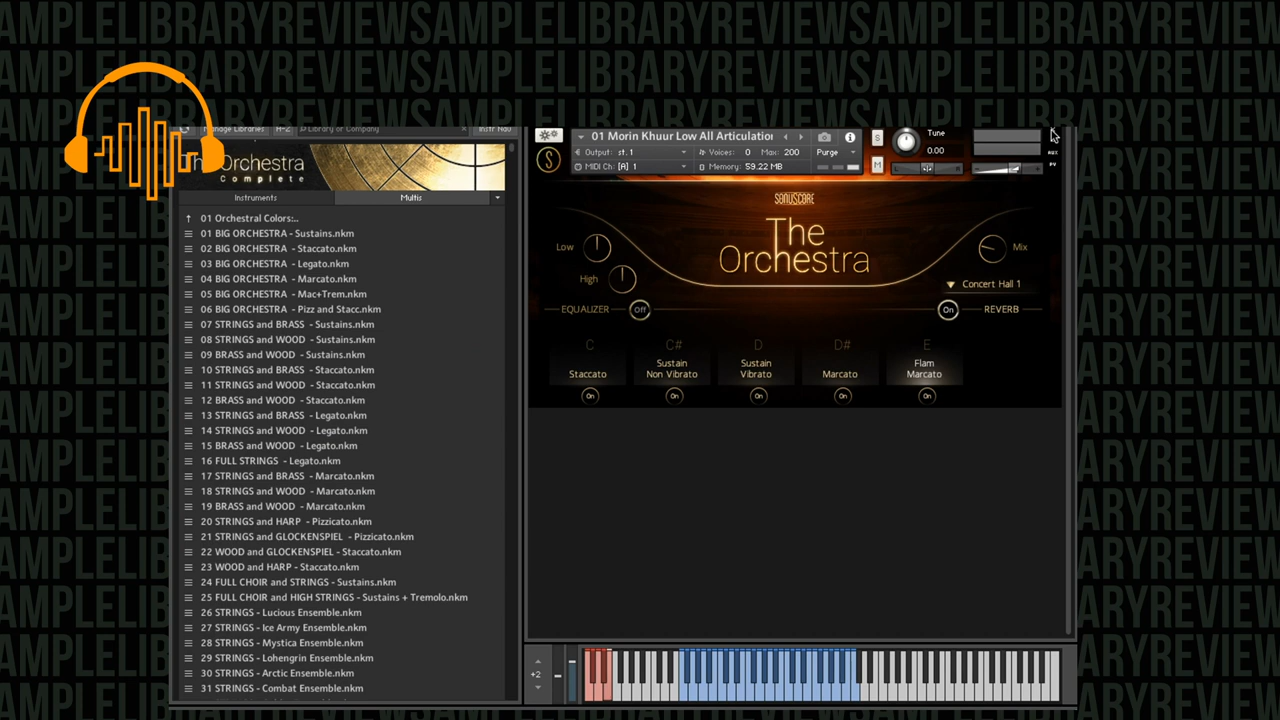 SAMPLELIBRARYREVIEW
Manage Libraries
Library or Company
Instr Nav
The Orchestra
Complete
Instruments
Multis
01 Orchestral Colors:..
01 BIG ORCHESTRA - Sustains.nkm
02 BIG ORCHESTRA - Staccato.nkm
03 BIG ORCHESTRA - Legato.nkm
04 BIG ORCHESTRA - Marcato.nkm
05 BIG ORCHESTRA - Mac+Trem.nkm
06 BIG ORCHESTRA - Pizz and Stacc.nkm
07 STRINGS and BRASS - Sustains.nkm
08 STRINGS and WOOD - Sustains.nkm
09 BRASS and WOOD - Sustains.nkm
10 STRINGS and BRASS - Staccato.nkm
11 STRINGS and WOOD - Staccato.nkm
12 BRASS and WOOD - Staccato.nkm
13 STRINGS and BRASS - Legato.nkm
14 STRINGS and WOOD - Legato.nkm
15 BRASS and WOOD - Legato.nkm
16 FULL STRINGS - Legato.nkm
17 STRINGS and BRASS - Marcato.nkm
18 STRINGS and WOOD - Marcato.nkm
19 BRASS and WOOD - Marcato.nkm
20 STRINGS and HARP - Pizzicato.nkm
21 STRINGS and GLOCKENSPIEL - Pizzicato.nkm
22 WOOD and GLOCKENSPIEL - Staccato.nkm
23 WOOD and HARP - Staccato.nkm
24 FULL CHOIR and STRINGS - Sustains.nkm
25 FULL CHOIR and HIGH STRINGS - Sustains + Tremolo.nkm
26 STRINGS - Lucious Ensemble.nkm
27 STRINGS - Ice Army Ensemble.nkm
28 STRINGS - Mystica Ensemble.nkm
29 STRINGS - Lohengrin Ensemble.nkm
30 STRINGS - Arctic Ensemble.nkm
31 STRINGS - Combat Ensemble.nkm
01 Morin Khuur Low All Articulation
Output: st.1 Voices: 0 Max: 200 Purge
MIDI Ch: [A] 1 Memory: 59.22 MB
S
M
Tune
0.00
L R
AUX
PV
SONUSCORE
The
Orchestra
Low
High
EQUALIZER Off
Mix
Concert Hall 1
On REVERB
C C# D D# E
Staccato
Sustain
Non Vibrato
Sustain
Vibrato
Marcato
Flam
Marcato
On On On On On
+2